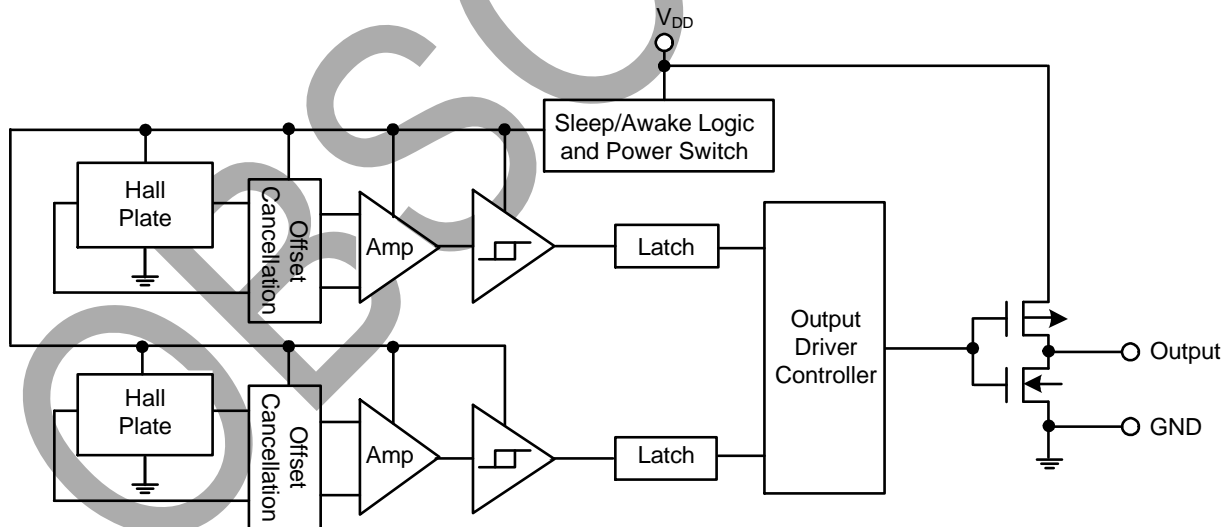 V_DD
Sleep/Awake Logic
and Power Switch
Hall
Plate
Offset
Cancellation
Amp
Latch
Output
Driver
Controller
Output
GND
Hall
Plate
Offset
Cancellation
Amp
Latch